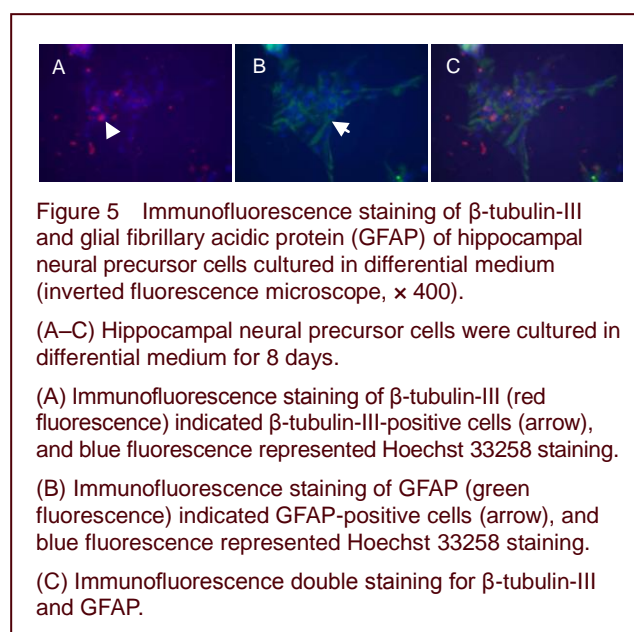 A B C
Figure 5 Immunofluorescence staining of β-tubulin-III
and glial fibrillary acidic protein (GFAP) of hippocampal
neural precursor cells cultured in differential medium
(inverted fluorescence microscope, × 400).
(A–C) Hippocampal neural precursor cells were cultured in
differential medium for 8 days.
(A) Immunofluorescence staining of β-tubulin-III (red
fluorescence) indicated β-tubulin-III-positive cells (arrow),
and blue fluorescence represented Hoechst 33258 staining.
(B) Immunofluorescence staining of GFAP (green
fluorescence) indicated GFAP-positive cells (arrow), and
blue fluorescence represented Hoechst 33258 staining.
(C) Immunofluorescence double staining for β-tubulin-III
and GFAP.